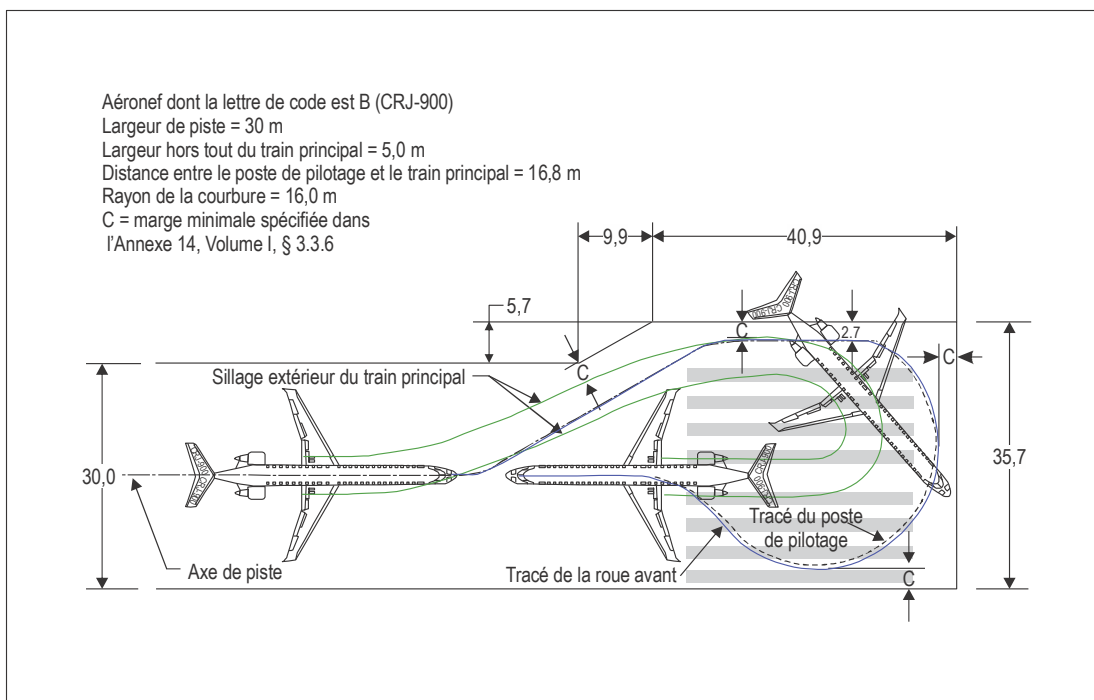 Aéronef dont la lettre de code est B (CRJ-900)
Largeur de piste = 30 m
Largeur hors tout du train principal = 5,0 m
Distance entre le poste de pilotage et le train principal = 16,8 m
Rayon de la courbure = 16,0 m
C = marge minimale spécifiée dans
l'Annexe 14, Volume I, § 3.3.6
9,9
40,9
5,7
C
2.7
C
C
Sillage extérieur du train principal
30,0
35,7
Tracé du poste
de pilotage
Axe de piste
Tracé de la roue avant
C